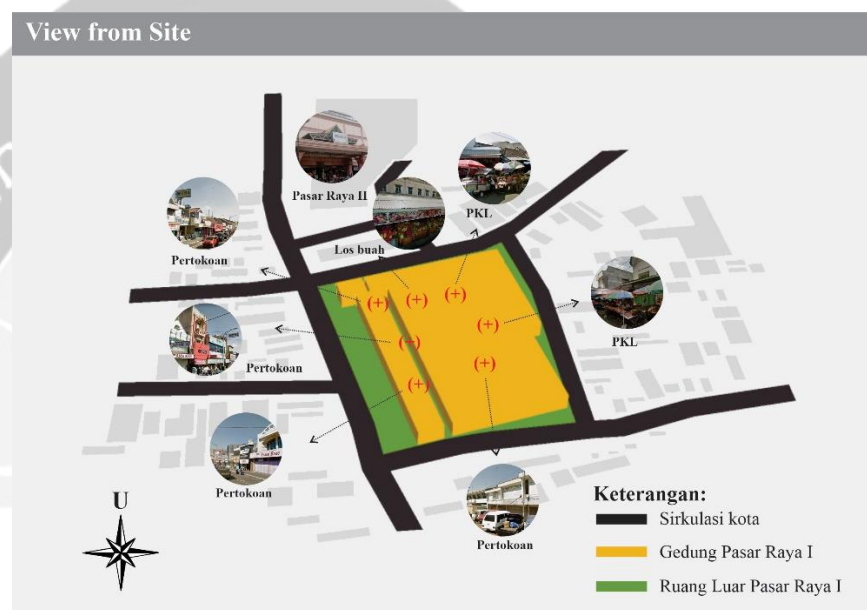 View from Site
Pasar Raya II
PKL
Los buah
Pertokoan
(+)
(+)
(+)
(+)
(+)
(+)
(+)
Pertokoan
PKL
Pertokoan
Pertokoan
U
Keterangan:
Sirkulasi kota
Gedung Pasar Raya I
Ruang Luar Pasar Raya I